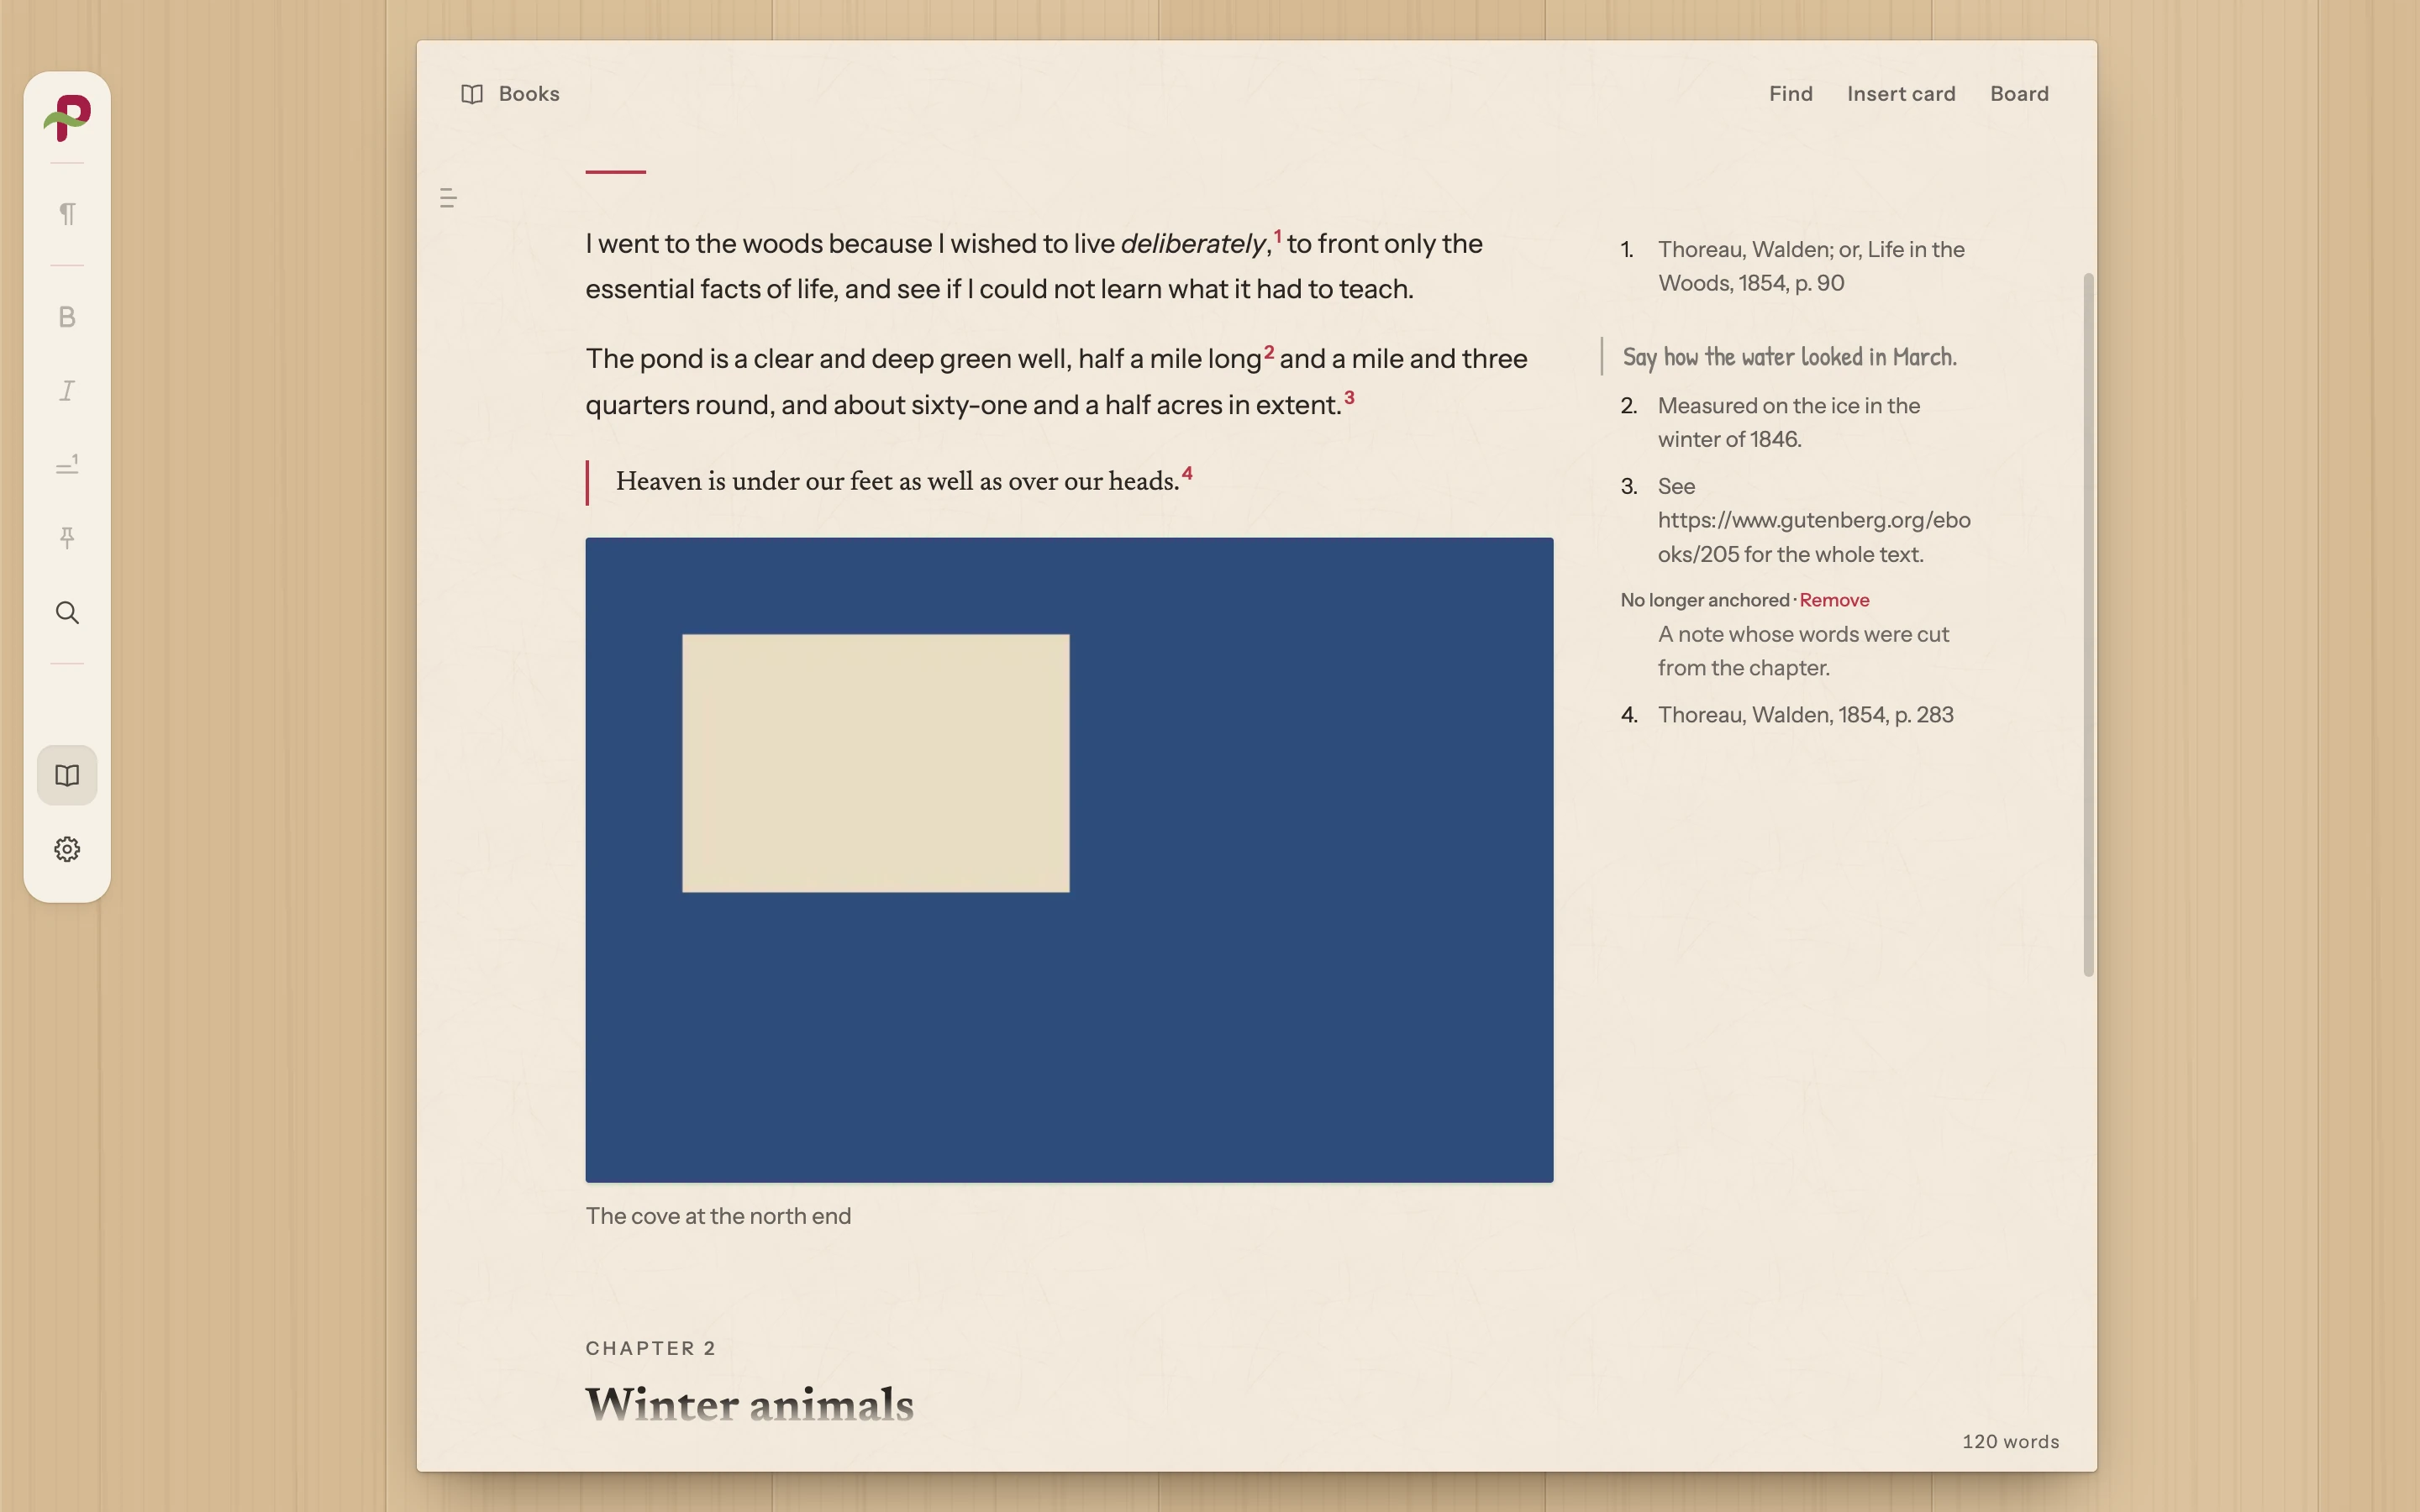 Books
Find Insert card Board
I went to the woods because I wished to live deliberately,1 to front only the
essential facts of life, and see if I could not learn what it had to teach.
The pond is a clear and deep green well, half a mile long2 and a mile and three
quarters round, and about sixty-one and a half acres in extent.3
Heaven is under our feet as well as over our heads.4
1. Thoreau, Walden; or, Life in the
Woods, 1854, p. 90
Say how the water looked in March.
2. Measured on the ice in the
winter of 1846.
3. See
https://www.gutenberg.org/ebo
oks/205 for the whole text.
No longer anchored · Remove
A note whose words were cut
from the chapter.
4. Thoreau, Walden, 1854, p. 283
The cove at the north end
CHAPTER 2
Winter animals
120 words
P
¶
B
I